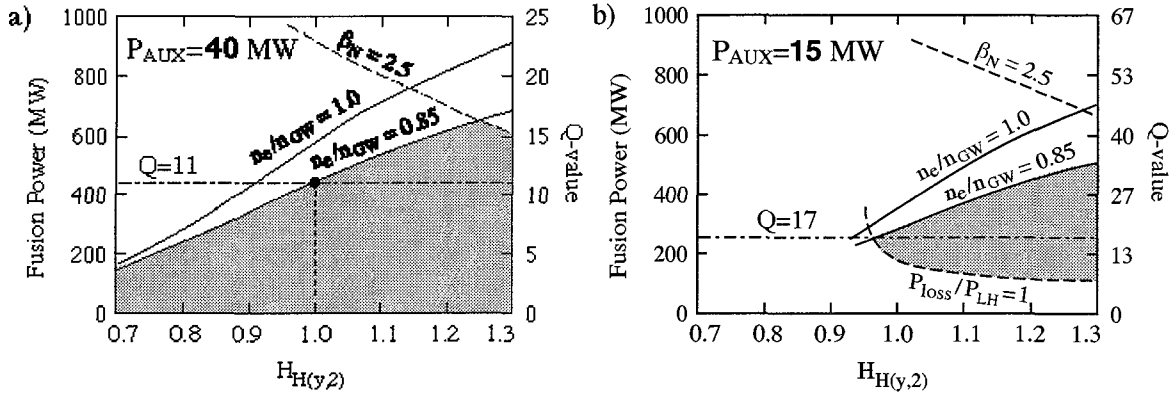 a)
P_AUX=40 MW
β_N = 2.5
n_e/n_GW = 1.0
n_e/n_GW = 0.85
Q=11
Fusion Power (MW)
1000
800
600
400
200
0
0.7 0.8 0.9 1.0 1.1 1.2 1.3
H_H(y,2)
25
20
15
10
5
0
Q-value
b)
P_AUX=15 MW
β_N = 2.5
n_e/n_GW = 1.0
n_e/n_GW = 0.85
Q=17
P_loss/P_LH=1
Fusion Power (MW)
1000
800
600
400
200
0
0.7 0.8 0.9 1.0 1.1 1.2 1.3
H_H(y,2)
67
53
40
27
13
0
Q-value